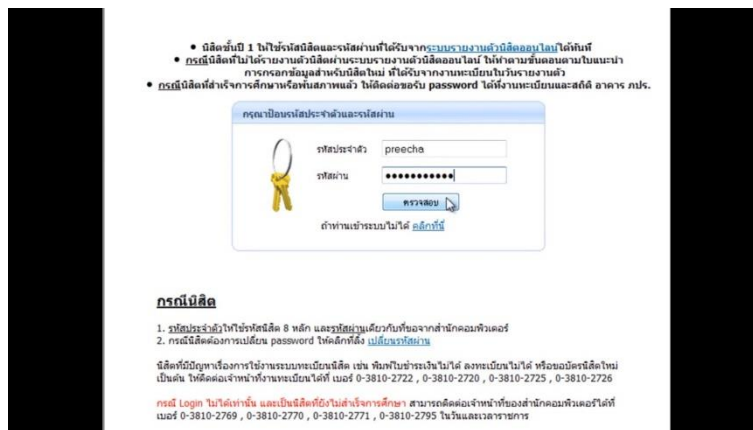 • นิสิตชั้นปี 1 ให้ใช้รหัสนิสิตและรหัสผ่านที่ได้รับจากระบบรายงานตัวนิสิตออนไลน์ได้ทันที
• กรณีนิสิตที่ไม่ได้รายงานตัวนิสิตผ่านระบบรายงานตัวนิสิตออนไลน์ ให้ทำตามขั้นตอนตามใบแนะนำ
การกรอกข้อมูลสำหรับนิสิตใหม่ ที่ได้รับจากงานทะเบียนในวันรายงานตัว
• กรณีนิสิตที่สำเร็จการศึกษาหรือพ้นสภาพแล้ว ให้ติดต่อขอรับ password ได้ที่งานทะเบียนและสถิติ อาคาร ภปร.
กรุณาป้อนรหัสประจำตัวและรหัสผ่าน
รหัสประจำตัว preecha
รหัสผ่าน •••••••••••
ตรวจสอบ
ถ้าท่านเข้าระบบไม่ได้ คลิกที่นี่
กรณีนิสิต
1. รหัสประจำตัวให้ใช้รหัสนิสิต 8 หลัก และรหัสผ่านเดียวกับที่ขอจากสำนักคอมพิวเตอร์
2. กรณีนิสิตต้องการเปลี่ยน password ให้คลิกที่ลิ้ง เปลี่ยนรหัสผ่าน
นิสิตที่มีปัญหาเรื่องการใช้งานระบบทะเบียนนิสิต เช่น พิมพ์ใบชำระเงินไม่ได้ ลงทะเบียนไม่ได้ หรือขอบัตรนิสิตใหม่
เป็นต้น ให้ติดต่อเจ้าหน้าที่งานทะเบียนได้ที่ เบอร์ 0-3810-2722 , 0-3810-2720 , 0-3810-2725 , 0-3810-2726
กรณี Login ไม่ได้เท่านั้น และเป็นนิสิตที่ยังไม่สำเร็จการศึกษา สามารถติดต่อเจ้าหน้าที่ของสำนักคอมพิวเตอร์ได้ที่
เบอร์ 0-3810-2769 , 0-3810-2770 , 0-3810-2771 , 0-3810-2795 ในวันและเวลาราชการ